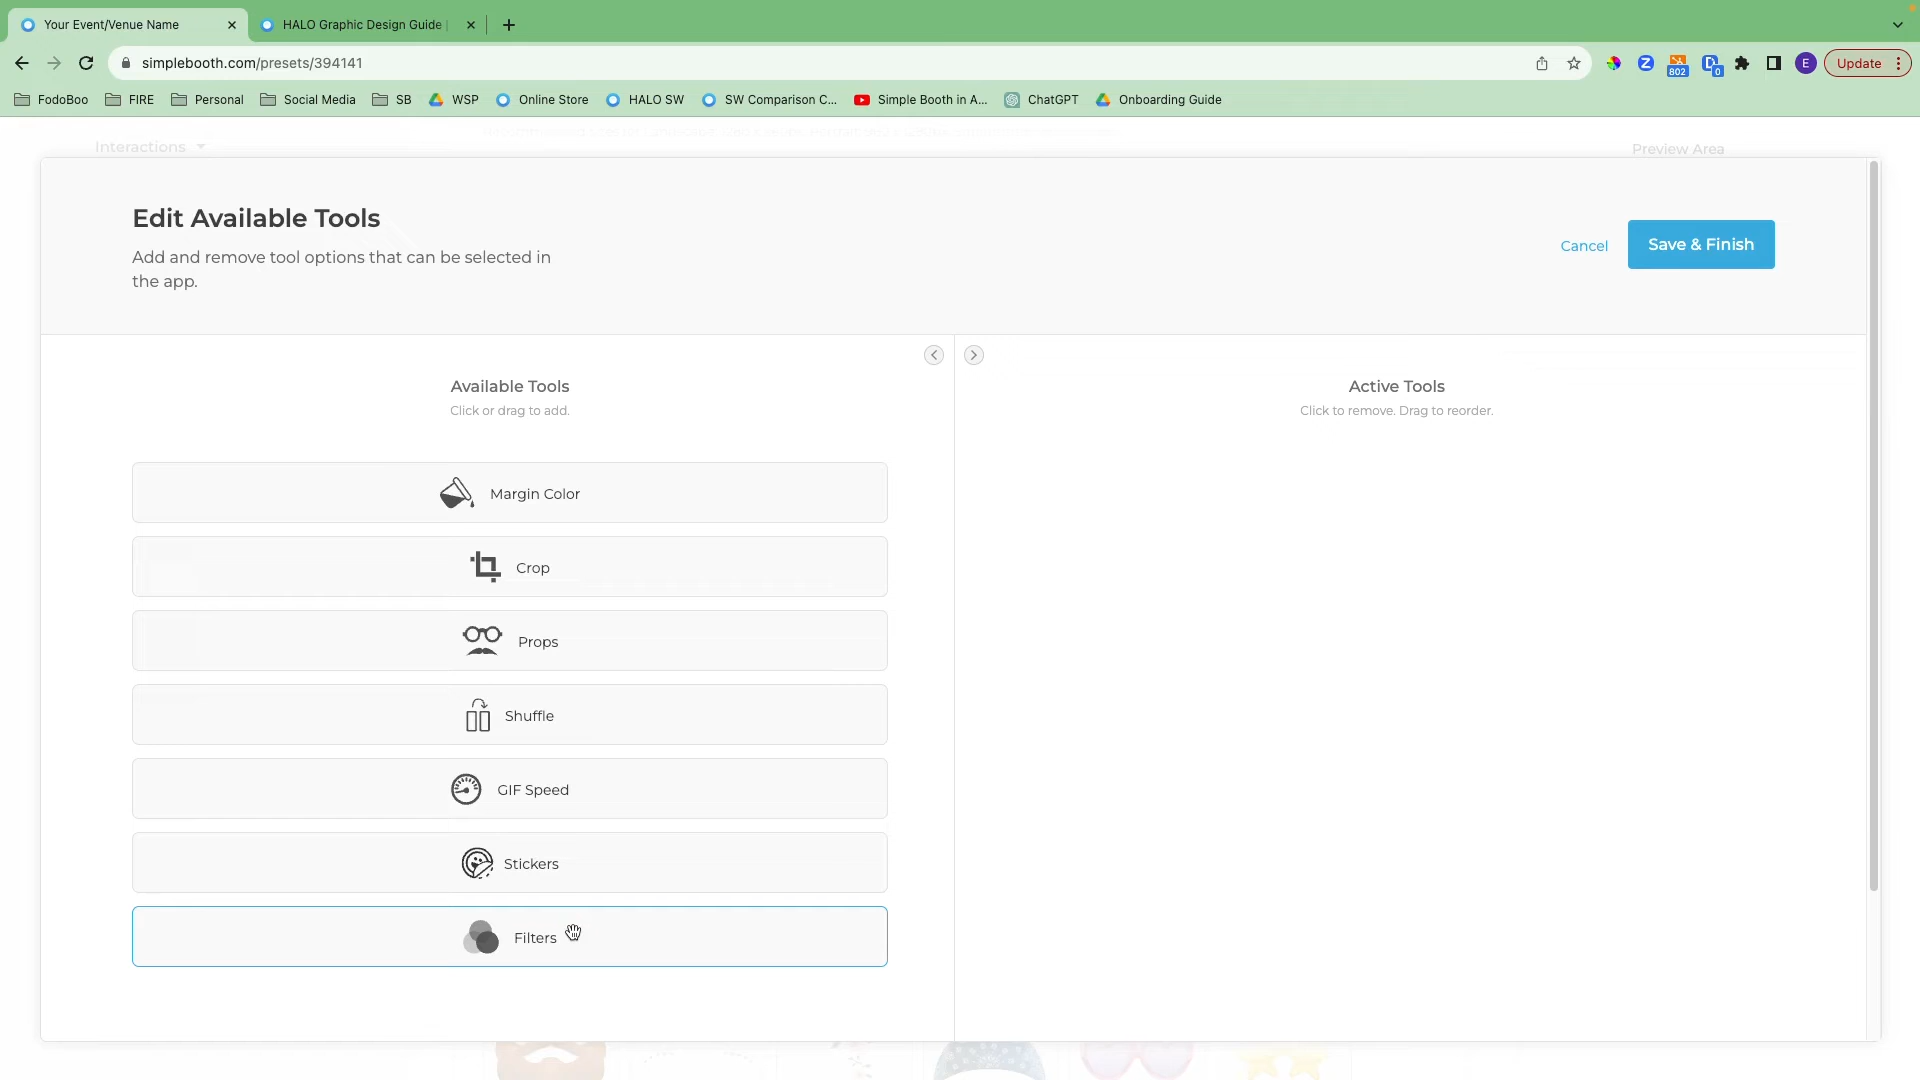 Your Event/Venue Name
HALO Graphic Design Guide |
simplebooth.com/presets/394141
802
0
E
Update
FodoBoo
FIRE
Personal
Social Media
SB
WSP
Online Store
HALO SW
SW Comparison C...
Simple Booth in A...
ChatGPT
Onboarding Guide
Interactions
Preview Area
Edit Available Tools
Add and remove tool options that can be selected in
the app.
Cancel
Save & Finish
Available Tools
Click or drag to add.
Active Tools
Click to remove. Drag to reorder.
Margin Color
Crop
Props
Shuffle
GIF Speed
Stickers
Filters